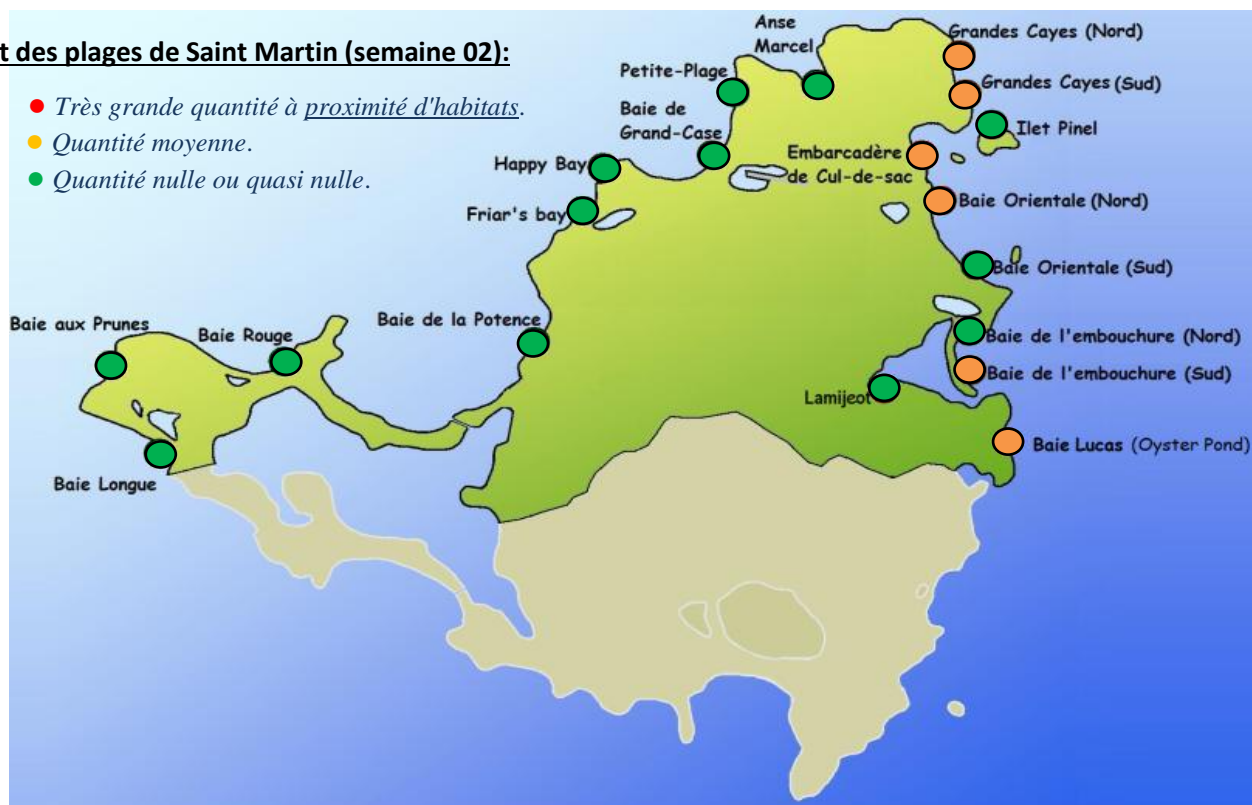 t des plages de Saint Martin (semaine 02):
Très grande quantité à proximité d'habitats.
Quantité moyenne.
Quantité nulle ou quasi nulle.
Anse
Marcel
Grandes Cayes (Nord)
Petite-Plage
Grandes Cayes (Sud)
Baie de
Grand-Case
Ilet Pinel
Happy Bay
Embarcadère
de Cul-de-sac
Friar's bay
Baie Orientale (Nord)
Baie Orientale (Sud)
Baie aux Prunes
Baie Rouge
Baie de la Potence
Baie de l'embouchure (Nord)
Baie de l'embouchure (Sud)
Lamijeot
Baie Lucas (Oyster Pond)
Baie Longue